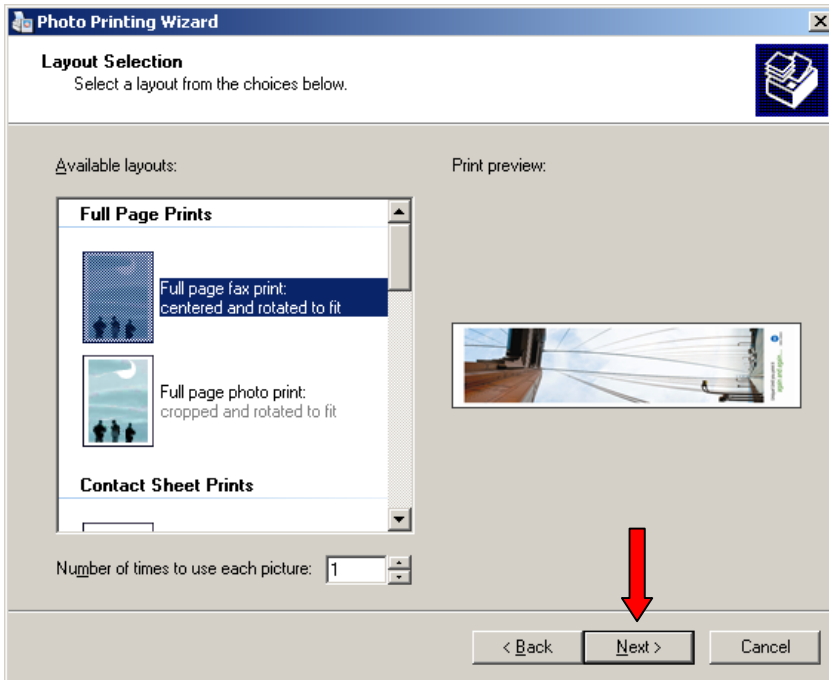 Photo Printing Wizard
Layout Selection
Select a layout from the choices below.
Available layouts:
Print preview:
Full Page Prints
Full page fax print:
centered and rotated to fit
Full page photo print:
cropped and rotated to fit
Contact Sheet Prints
Number of times to use each picture: 1
< Back
Next >
Cancel